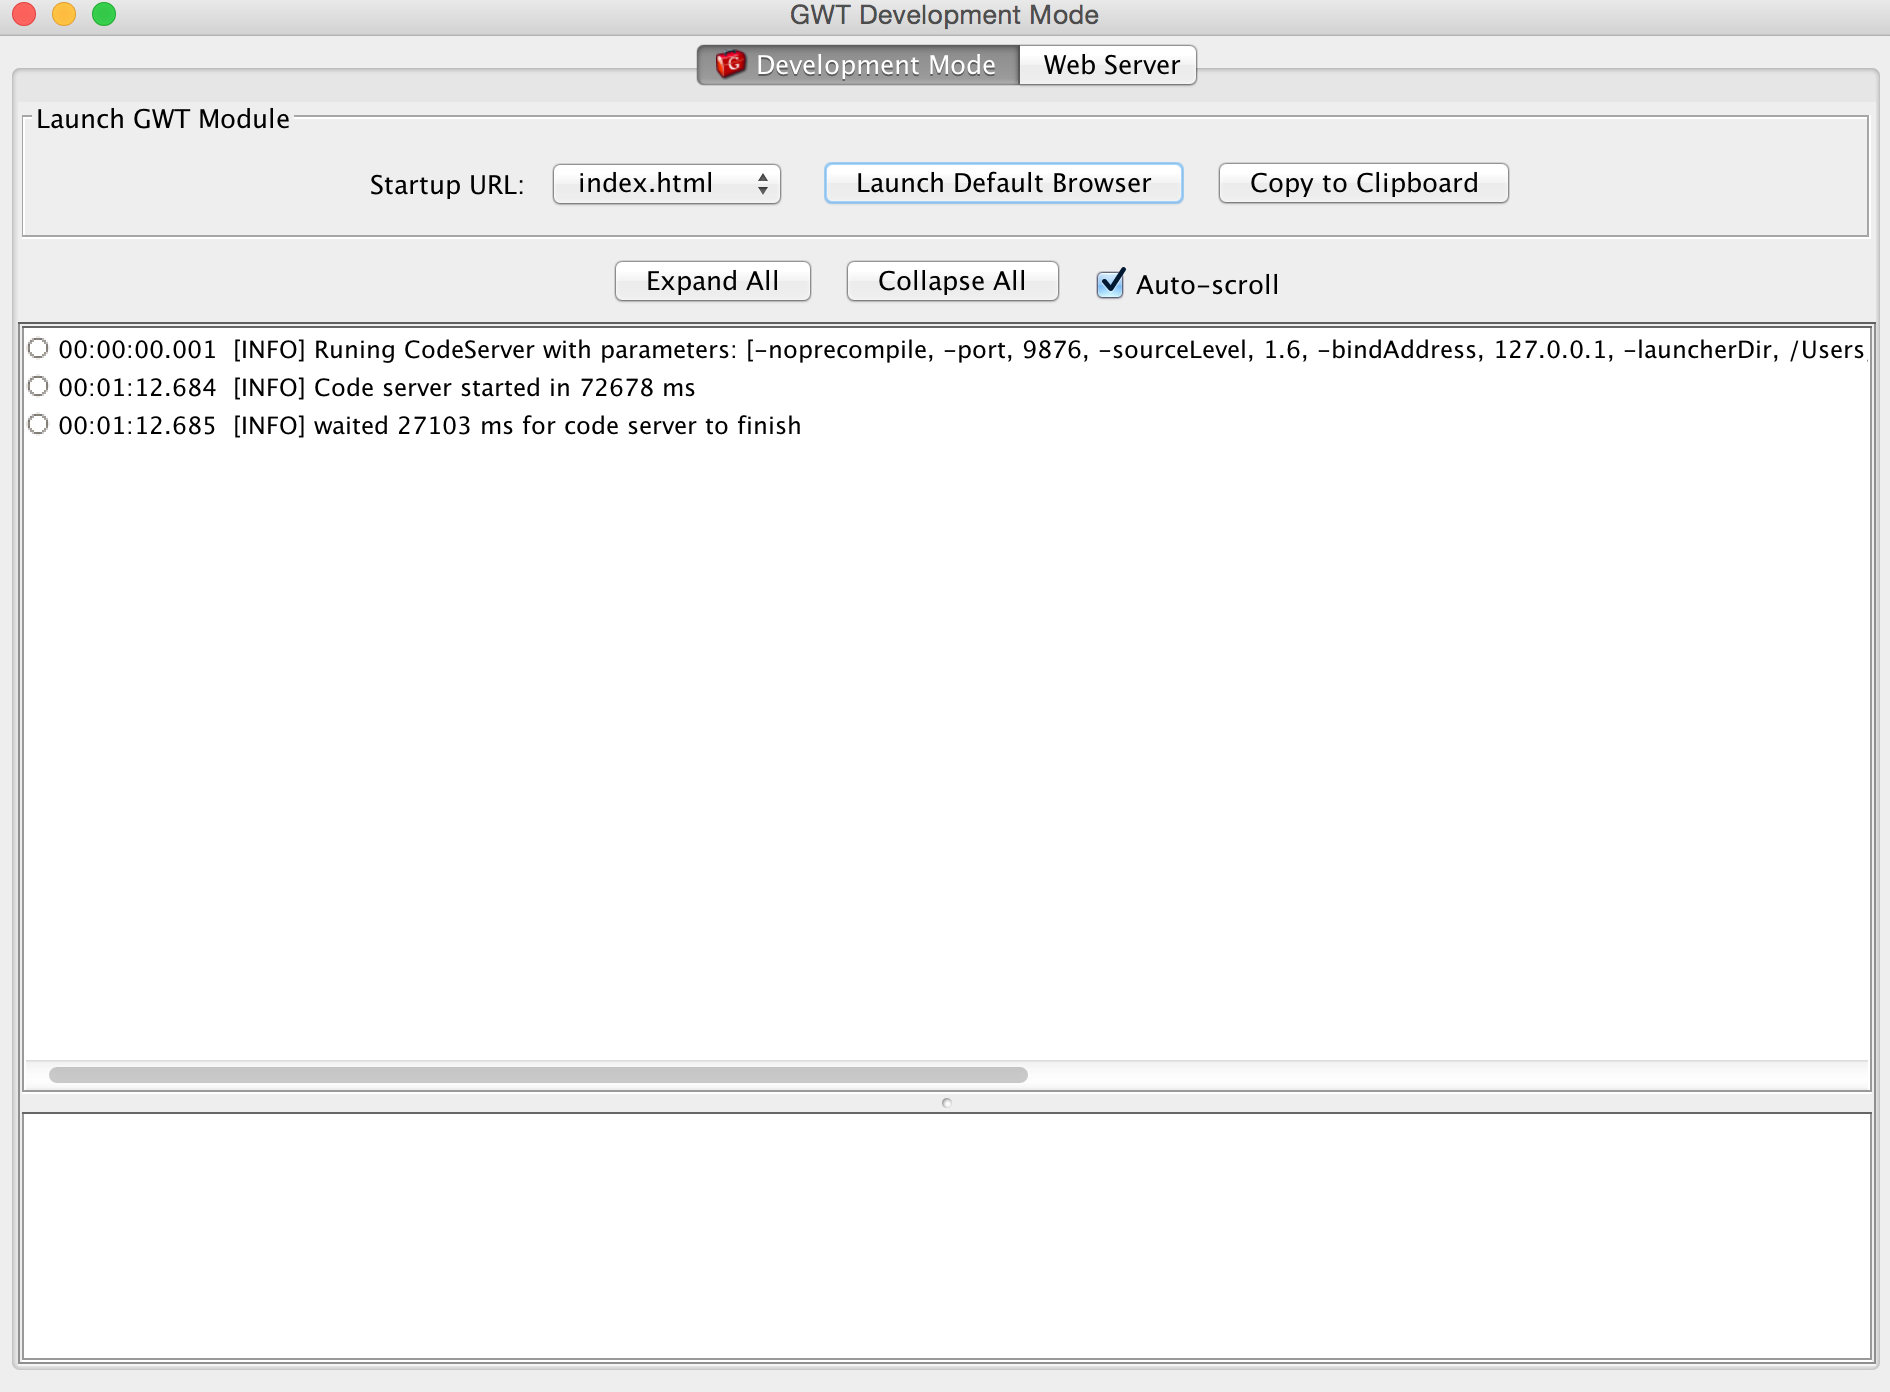 GWT Development Mode
Development Mode
Web Server
Launch GWT Module
Startup URL: index.html Launch Default Browser Copy to Clipboard
Expand All Collapse All Auto-scroll
00:00:00.001 [INFO] Runing CodeServer with parameters: [-noprecompile, -port, 9876, -sourceLevel, 1.6, -bindAddress, 127.0.0.1, -launcherDir, /Users
00:01:12.684 [INFO] Code server started in 72678 ms
00:01:12.685 [INFO] waited 27103 ms for code server to finish